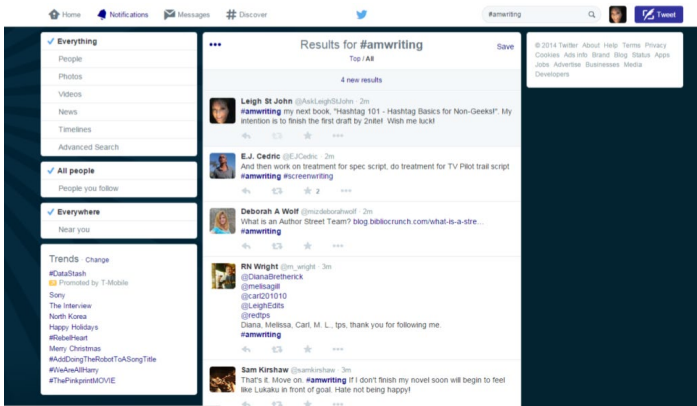 Home Notifications Messages Discover #amwriting Tweet
Everything
People
Photos
Videos
News
Timelines
Advanced Search
All people
People you follow
Everywhere
Near you
Trends · Change
#DataStash
Promoted by T-Mobile
Sony
The Interview
North Korea
Happy Holidays
#RebelHeart
Merry Christmas
#AddDoingTheRobotToASongTitle
#WeAreAllHarry
#ThePinkprintMOVIE
Results for #amwriting Save
Top / All
4 new results
Leigh St John @AskLeighStJohn · 2m
#amwriting my next book, "Hashtag 101 - Hashtag Basics for Non-Geeks!". My
intention is to finish the first draft by 2nite! Wish me luck!
E.J. Cedric @EJCedric · 2m
And then work on treatment for spec script, do treatment for TV Pilot trail script
#amwriting #screenwriting
2
Deborah A Wolf @mizdeborahwolf · 2m
What is an Author Street Team? blog.bibliocrunch.com/what-is-a-stre...
#amwriting
RN Wright @rn_wright · 3m
@DianaBretherick
@melisagill
@carl201010
@LeighEdits
@redtps
Diana, Melissa, Carl, M. L., tps, thank you for following me.
#amwriting
Sam Kirshaw @samkirshaw · 3m
That's it. Move on. #amwriting If I don't finish my novel soon will begin to feel
like Lukaku in front of goal. Hate not being happy!
© 2014 Twitter About Help Terms Privacy
Cookies Ads info Brand Blog Status Apps
Jobs Advertise Businesses Media
Developers